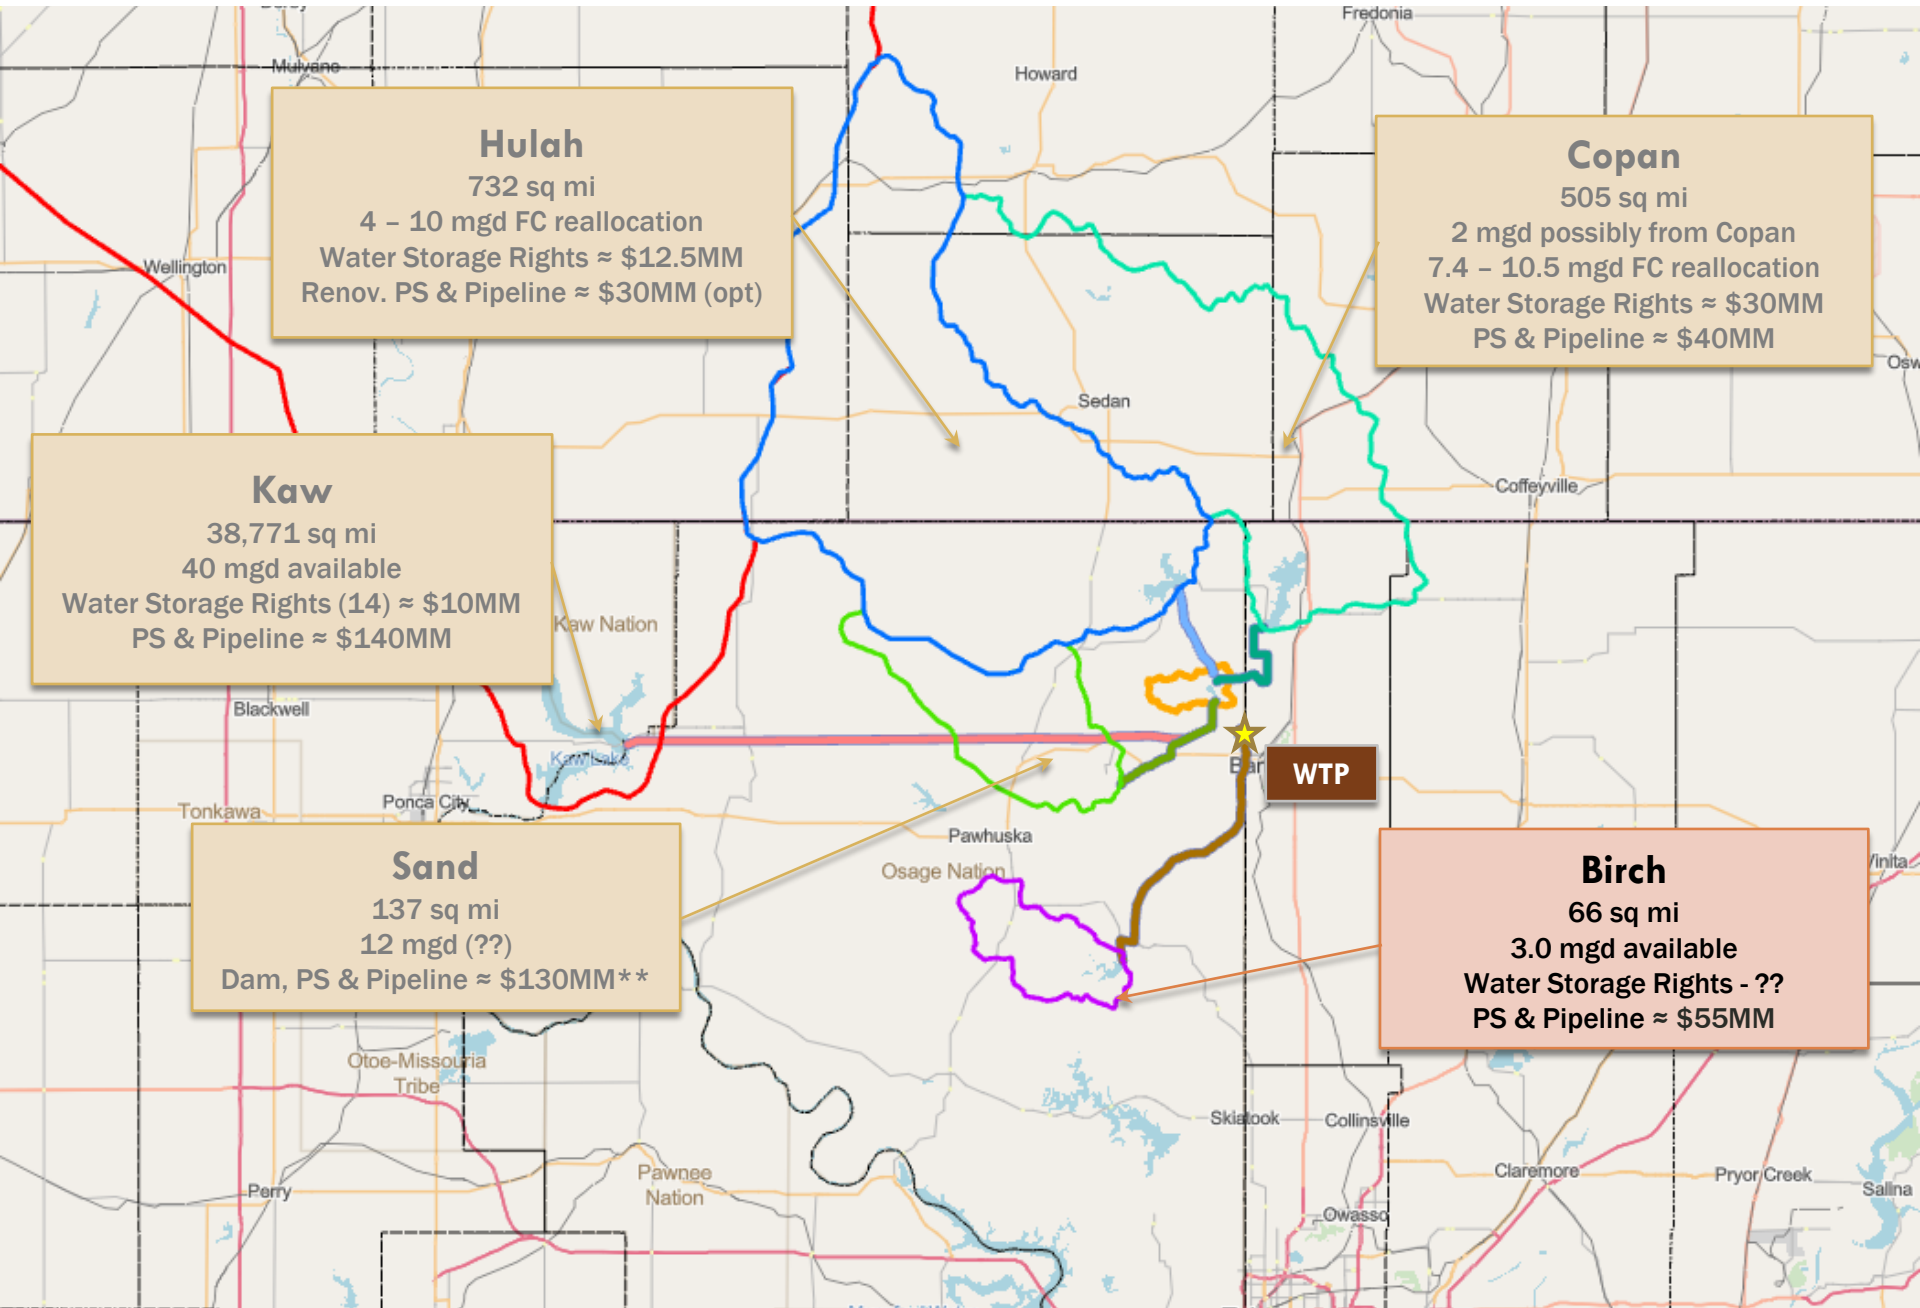 Fredonia
Mulvane
Howard
Hulah
732 sq mi
4 – 10 mgd FC reallocation
Water Storage Rights ≈ $12.5MM
Renov. PS & Pipeline ≈ $30MM (opt)
Copan
505 sq mi
2 mgd possibly from Copan
7.4 – 10.5 mgd FC reallocation
Water Storage Rights ≈ $30MM
PS & Pipeline ≈ $40MM
Wellington
Sedan
Coffeyville
Kaw
38,771 sq mi
40 mgd available
Water Storage Rights (14) ≈ $10MM
PS & Pipeline ≈ $140MM
Kaw Nation
Blackwell
Kaw Lake
WTP
Ponca City
Tonkawa
Pawhuska
Osage Nation
Sand
137 sq mi
12 mgd (??)
Dam, PS & Pipeline ≈ $130MM**
Birch
66 sq mi
3.0 mgd available
Water Storage Rights - ??
PS & Pipeline ≈ $55MM
Vinita
Otoe-Missouria
Tribe
Skiatook
Collinsville
Pawnee
Nation
Claremore
Pryor Creek
Perry
Salina
Owasso